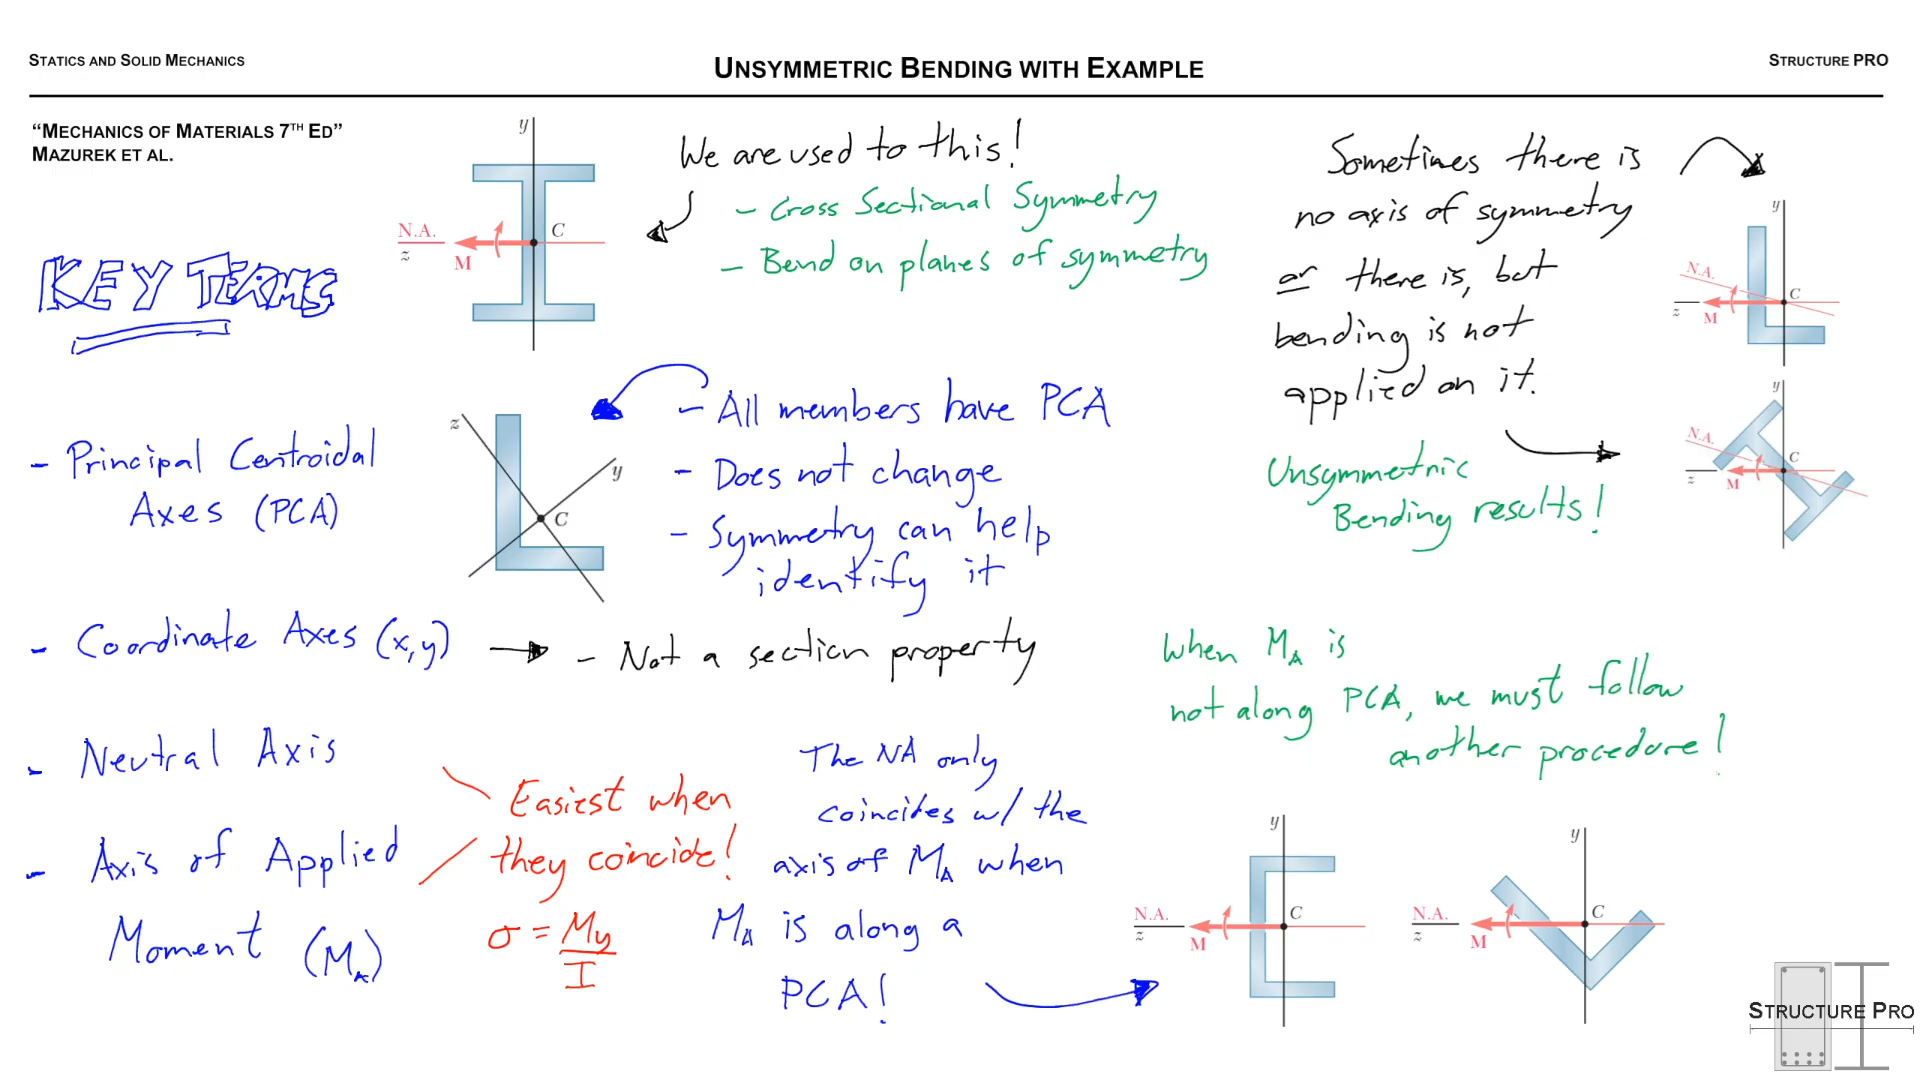 STATICS AND SOLID MECHANICS
UNSYMMETRIC BENDING WITH EXAMPLE
STRUCTURE PRO
"MECHANICS OF MATERIALS 7TH ED"
MAZUREK ET AL.
y
N.A.
z
M
C
We are used to this!
- Cross Sectional Symmetry
- Bend on planes of symmetry
Sometimes there is
no axis of symmetry
or there is, but
bending is not
applied on it.
Unsymmetric
Bending results!
y
N.A.
z
M
C
y
N.A.
z
M
C
KEY TERMS
- Principal Centroidal
Axes (PCA)
z
y
C
- All members have PCA
- Does not change
- Symmetry can help
identify it
- Coordinate Axes (x,y)
- Not a section property
When MA is
not along PCA, we must follow
another procedure!
- Neutral Axis
- Axis of Applied
Moment (MA)
Easiest when
they coincide!
σ = My
I
The NA only
coincides w/ the
axis of MA when
MA is along a
PCA!
y
N.A.
z
M
C
y
N.A.
z
M
C
STRUCTURE PRO